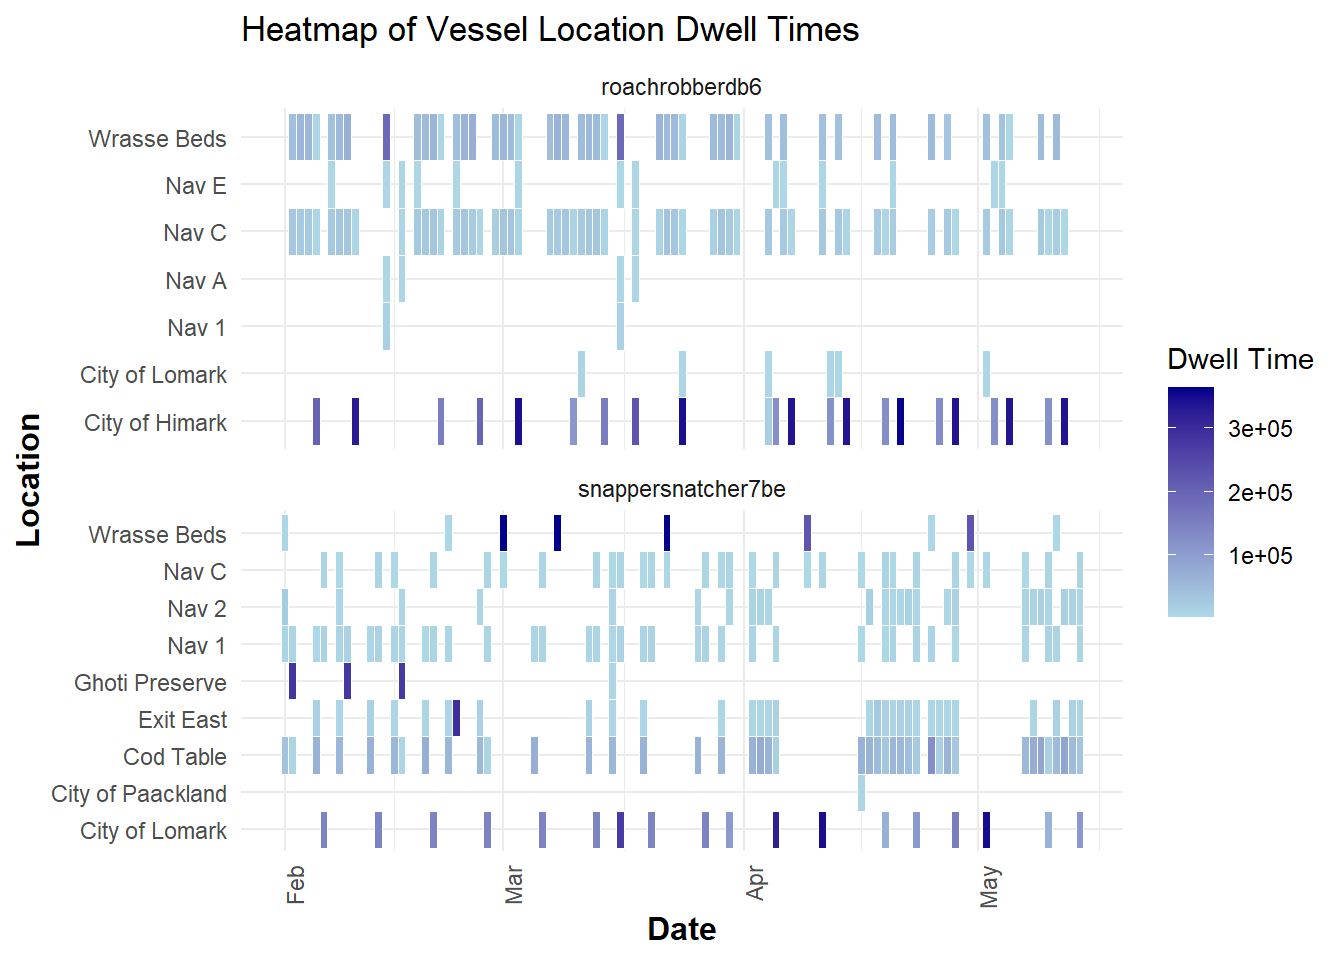 Heatmap of Vessel Location Dwell Times
roachrobberdb6
Wrasse Beds
Nav E
Nav C
Nav A
Nav 1
City of Lomark
City of Himark
snappersnatcher7be
Wrasse Beds
Nav C
Nav 2
Nav 1
Ghoti Preserve
Exit East
Cod Table
City of Paackland
City of Lomark
Location
Feb
Mar
Apr
May
Date
Dwell Time
3e+05
2e+05
1e+05